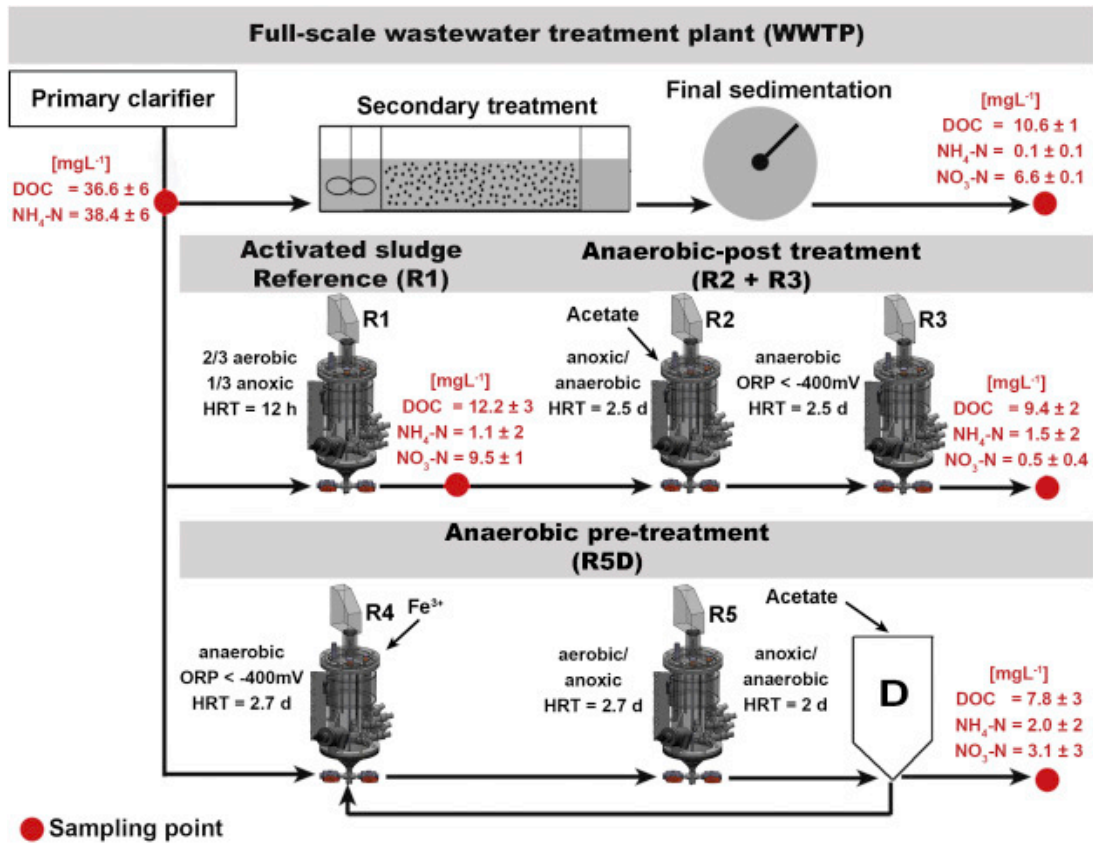 Full-scale wastewater treatment plant (WWTP)
Primary clarifier
[mgL⁻¹]
DOC = 36.6 ± 6
NH₄-N = 38.4 ± 6
Secondary treatment
Final sedimentation
[mgL⁻¹]
DOC = 10.6 ± 1
NH₄-N = 0.1 ± 0.1
NO₃-N = 6.6 ± 0.1
Activated sludge
Reference (R1)
Anaerobic-post treatment
(R2 + R3)
R1
2/3 aerobic
1/3 anoxic
HRT = 12 h
[mgL⁻¹]
DOC = 12.2 ± 3
NH₄-N = 1.1 ± 2
NO₃-N = 9.5 ± 1
Acetate
R2
anoxic/
anaerobic
HRT = 2.5 d
R3
anaerobic
ORP < -400mV
HRT = 2.5 d
[mgL⁻¹]
DOC = 9.4 ± 2
NH₄-N = 1.5 ± 2
NO₃-N = 0.5 ± 0.4
Anaerobic pre-treatment
(R5D)
R4
Fe³⁺
anaerobic
ORP < -400mV
HRT = 2.7 d
R5
aerobic/
anoxic
HRT = 2.7 d
Acetate
anoxic/
anaerobic
HRT = 2 d
D
[mgL⁻¹]
DOC = 7.8 ± 3
NH₄-N = 2.0 ± 2
NO₃-N = 3.1 ± 3
Sampling point